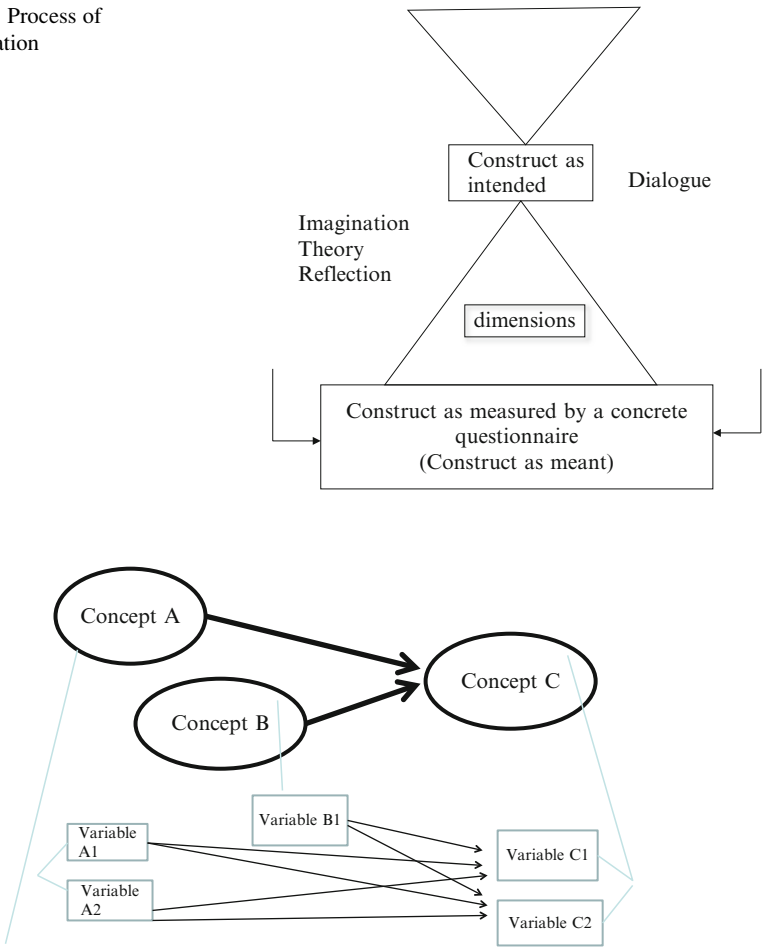 Process of
ation
Construct as
intended
Dialogue
Imagination
Theory
Reflection
dimensions
Construct as measured by a concrete
questionnaire
(Construct as meant)
Concept A
Concept C
Concept B
Variable B1
Variable
A1
Variable C1
Variable
A2
Variable C2